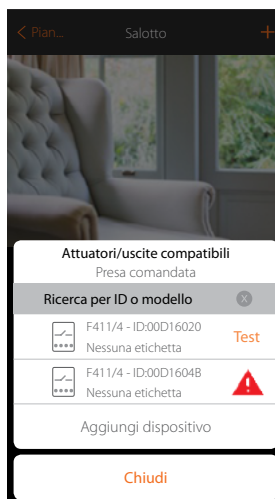 < Pian... Salotto +
Attuatori/uscite compatibili
Presa comandata
Ricerca per ID o modello X
F411/4 - ID:00D16020
Nessuna etichetta
Test
F411/4 - ID:00D1604B
Nessuna etichetta
Aggiungi dispositivo
Chiudi